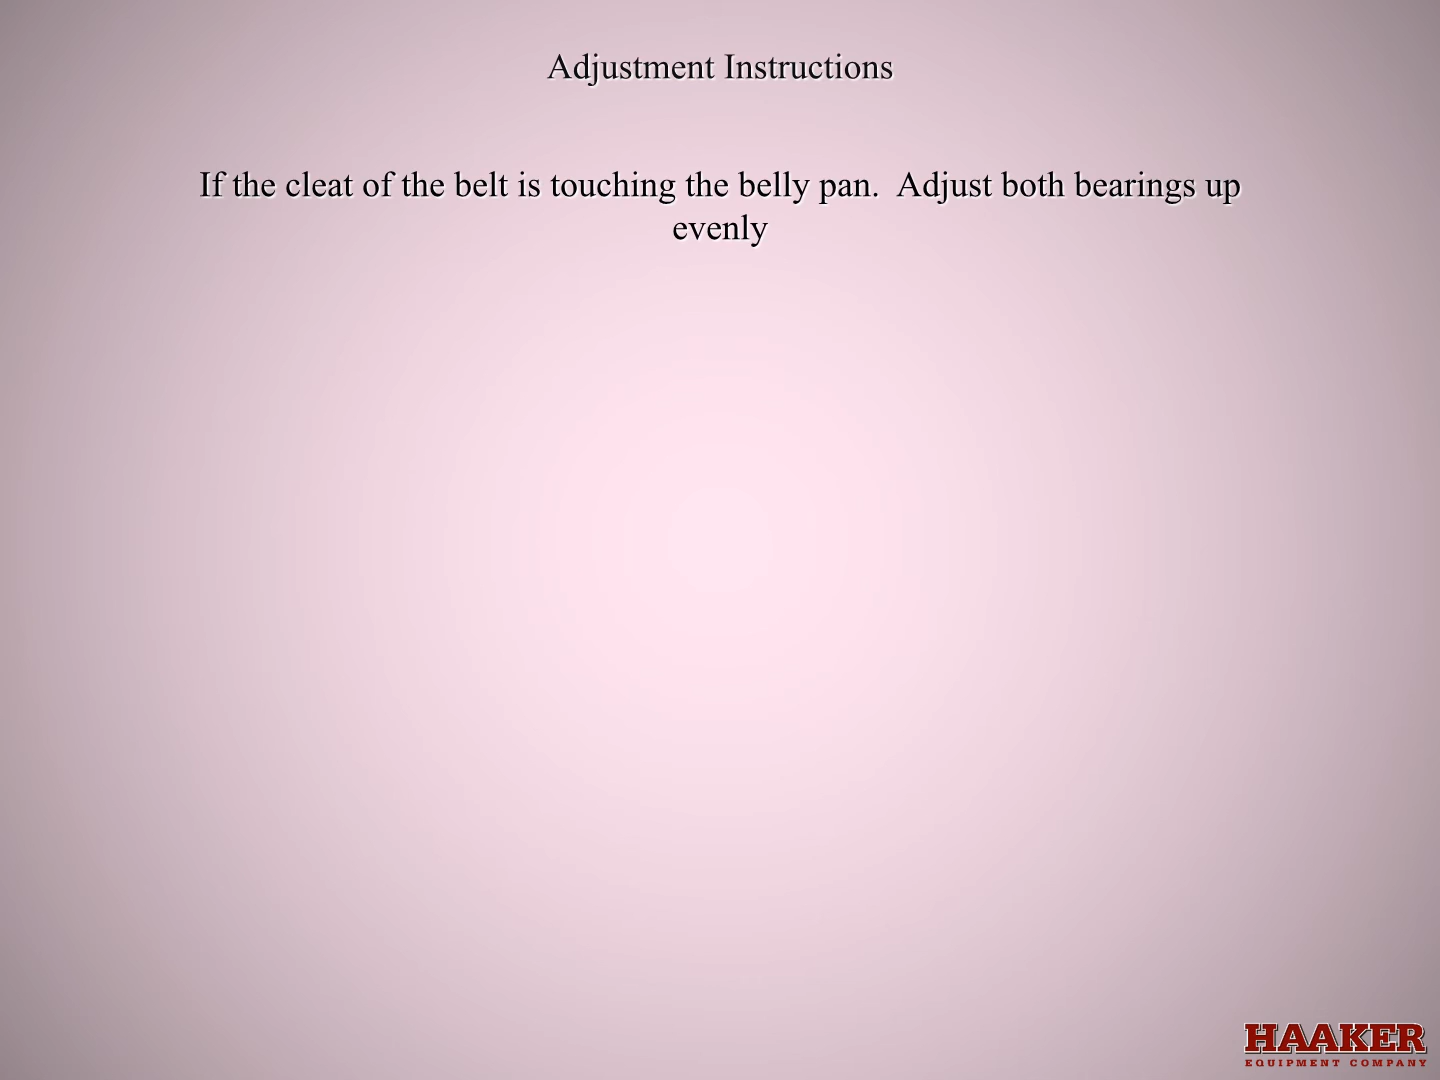 Adjustment Instructions
If the cleat of the belt is touching the belly pan.  Adjust both bearings up
evenly
HAAKER
EQUIPMENT COMPANY